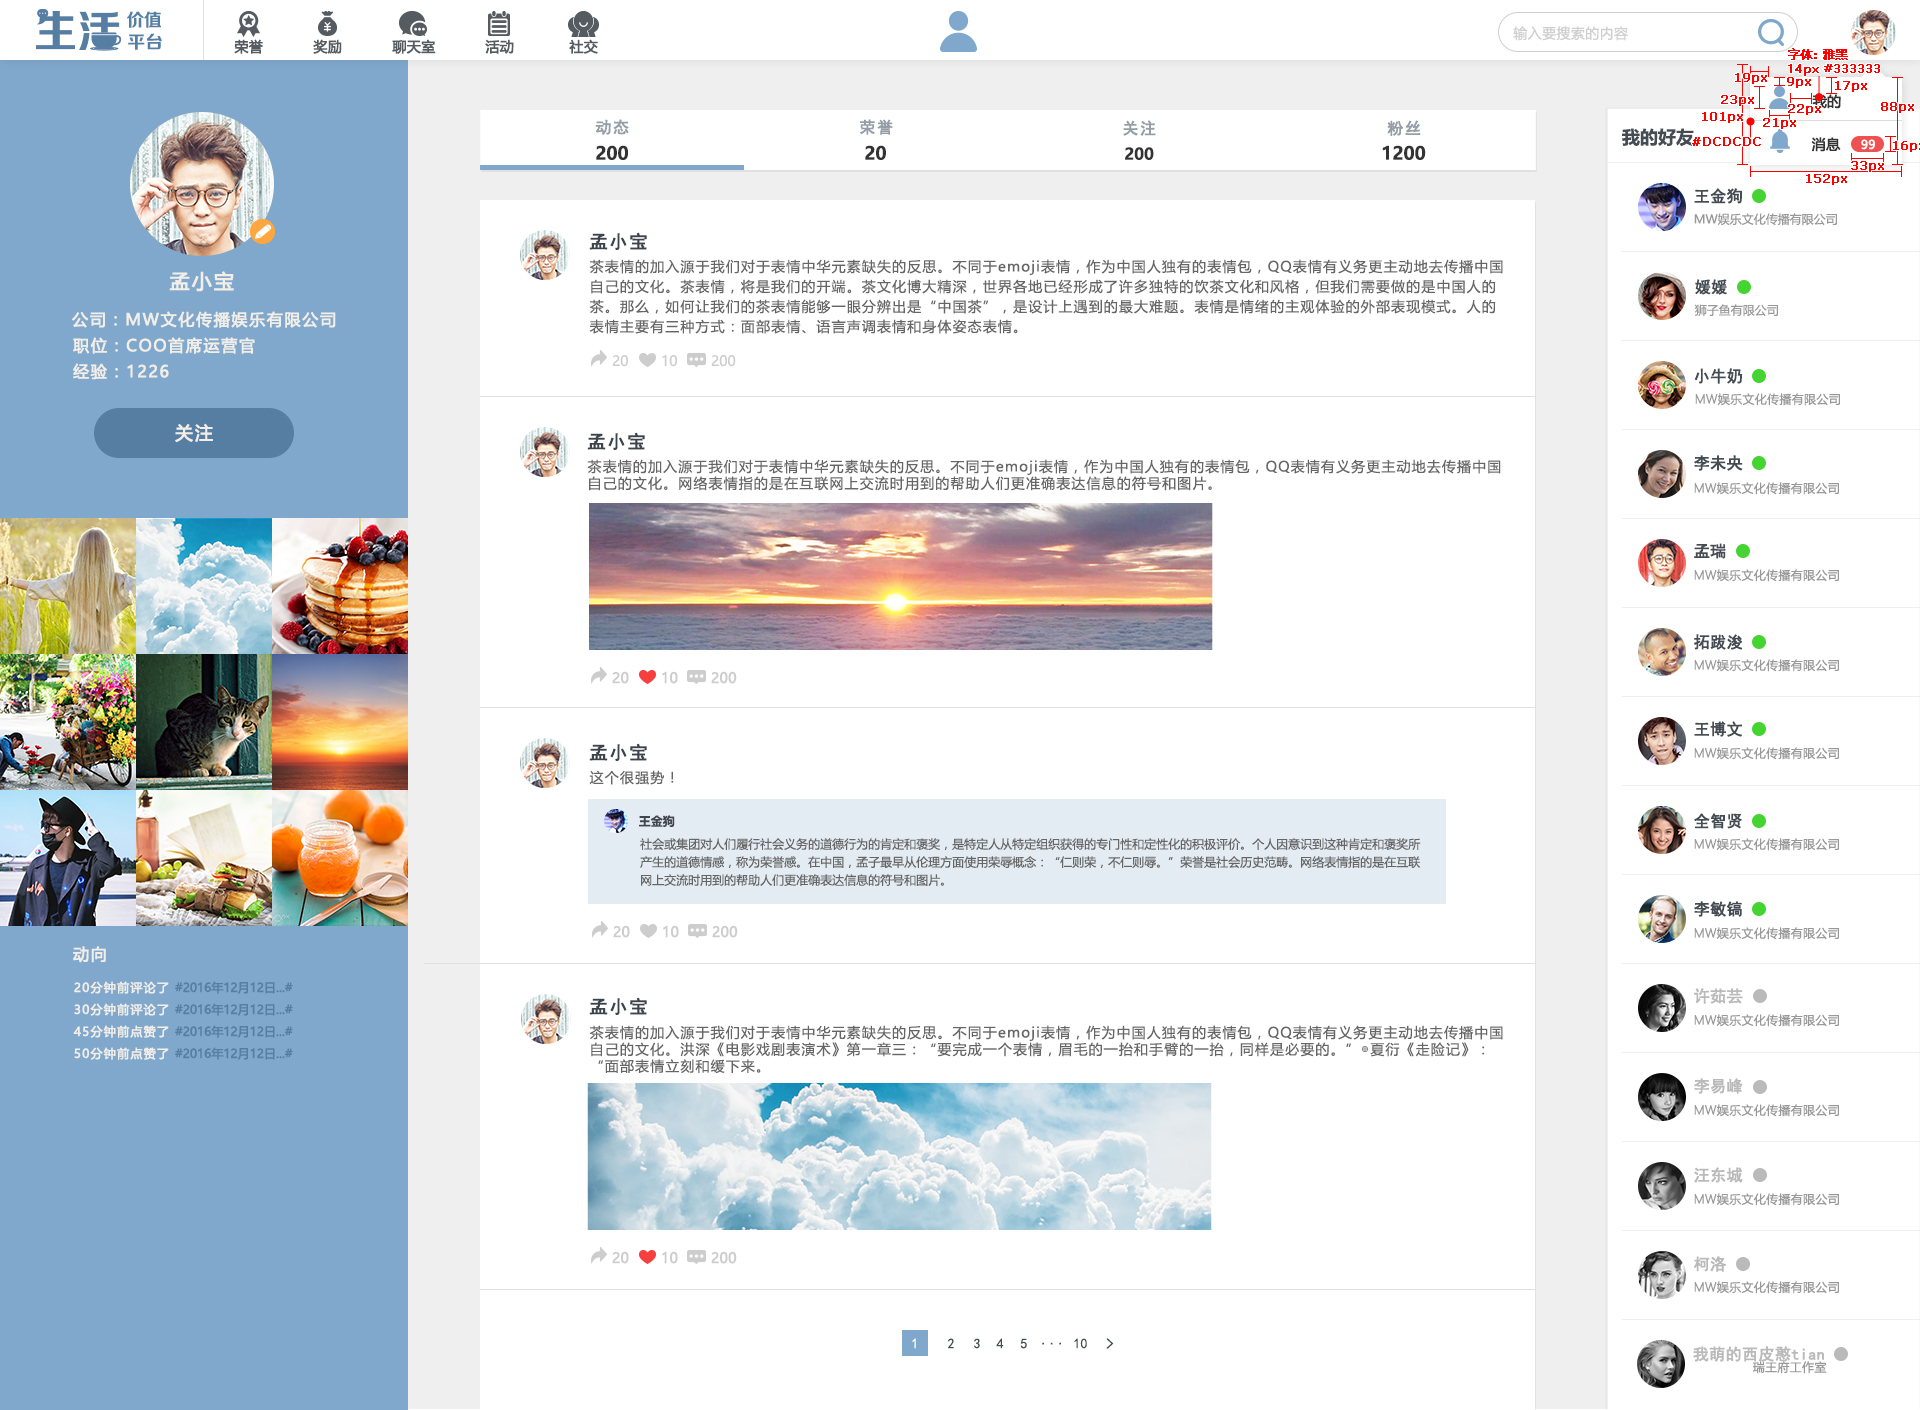 生活 价值平台
荣誉
奖励
聊天室
活动
社交
输入要搜索的内容
字体：雅黑
14px #333333
19px
9px
17px
23px
22px
我的
88px
101px
21px
#DCDCDC
消息 99
16p
33px
152px
孟小宝
公司：MW文化传播娱乐有限公司
职位：COO首席运营官
经验：1226
关注
动向
20分钟前评论了 #2016年12月12日...#
30分钟前评论了 #2016年12月12日...#
45分钟前点赞了 #2016年12月12日...#
50分钟前点赞了 #2016年12月12日...#
动态 荣誉 关注 粉丝
200 20 200 1200
孟小宝
茶表情的加入源于我们对于表情中华元素缺失的反思。不同于emoji表情，作为中国人独有的表情包，QQ表情有义务更主动地去传播中国
自己的文化。茶表情，将是我们的开端。茶文化博大精深，世界各地已经形成了许多独特的饮茶文化和风格，但我们需要做的是中国人的
茶。那么，如何让我们的茶表情能够一眼分辨出是“中国茶”，是设计上遇到的最大难题。表情是情绪的主观体验的外部表现模式。人的
表情主要有三种方式：面部表情、语言声调表情和身体姿态表情。
20 10 200
孟小宝
茶表情的加入源于我们对于表情中华元素缺失的反思。不同于emoji表情，作为中国人独有的表情包，QQ表情有义务更主动地去传播中国
自己的文化。网络表情指的是在互联网上交流时用到的帮助人们更准确表达信息的符号和图片。
20 10 200
孟小宝
这个很强势！
王金狗
社会或集团对人们履行社会义务的道德行为的肯定和褒奖，是特定人从特定组织获得的专门性和定性化的积极评价。个人因意识到这种肯定和褒奖所
产生的道德情感，称为荣誉感。在中国，孟子最早从伦理方面使用荣辱概念：“仁则荣，不仁则辱。”荣誉是社会历史范畴。网络表情指的是在互联
网上交流时用到的帮助人们更准确表达信息的符号和图片。
20 10 200
孟小宝
茶表情的加入源于我们对于表情中华元素缺失的反思。不同于emoji表情，作为中国人独有的表情包，QQ表情有义务更主动地去传播中国
自己的文化。洪深《电影戏剧表演术》第一章三：“要完成一个表情，眉毛的一抬和手臂的一抬，同样是必要的。”夏衍《走险记》：
“面部表情立刻和缓下来。
20 10 200
1 2 3 4 5 ··· 10 >
我的好友
王金狗
MW娱乐文化传播有限公司
媛媛
狮子鱼有限公司
小牛奶
MW娱乐文化传播有限公司
李未央
MW娱乐文化传播有限公司
孟瑞
MW娱乐文化传播有限公司
拓跋浚
MW娱乐文化传播有限公司
王博文
MW娱乐文化传播有限公司
全智贤
MW娱乐文化传播有限公司
李敏镐
MW娱乐文化传播有限公司
许茹芸
MW娱乐文化传播有限公司
李易峰
MW娱乐文化传播有限公司
汪东城
MW娱乐文化传播有限公司
柯洛
MW娱乐文化传播有限公司
我萌的西皮憨tian
瑞王府工作室